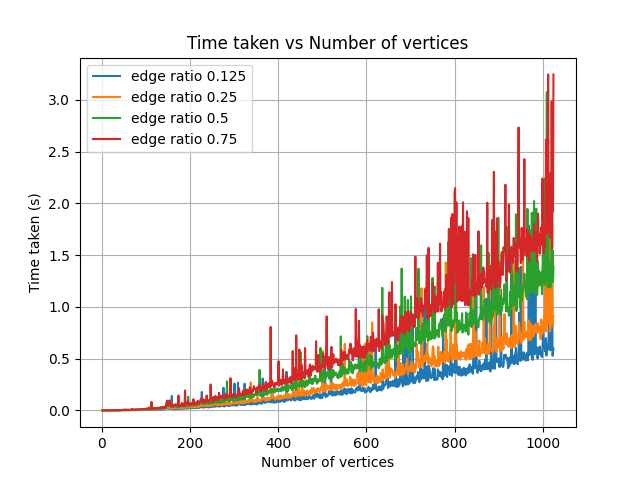 Time taken vs Number of vertices
edge ratio 0.125
edge ratio 0.25
edge ratio 0.5
edge ratio 0.75
Time taken (s)
3.0
2.5
2.0
1.5
1.0
0.5
0.0
0 200 400 600 800 1000
Number of vertices